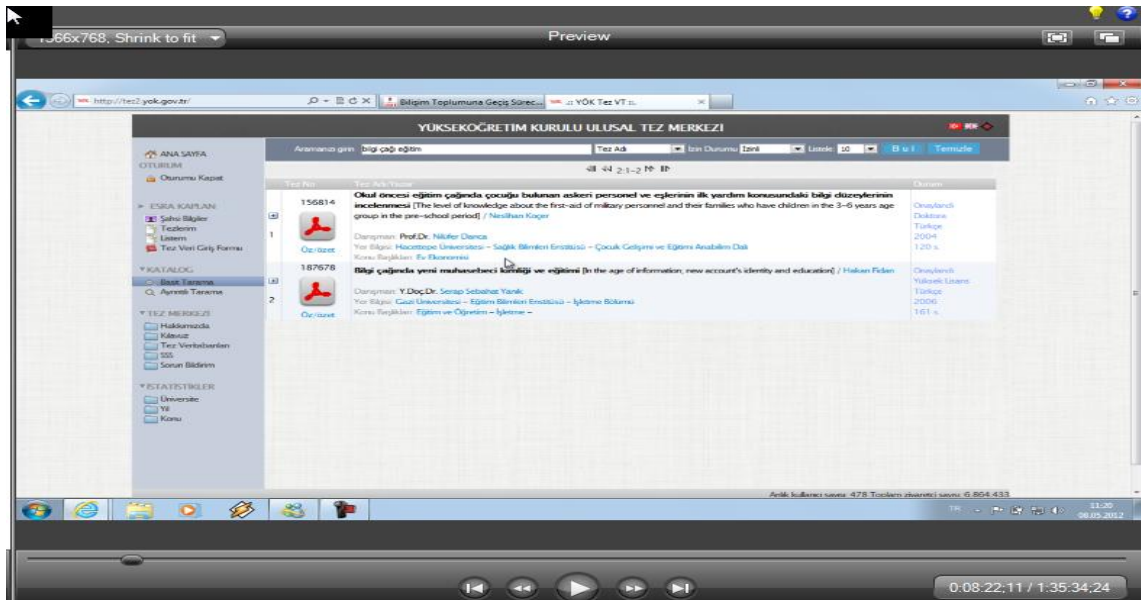 1366x768, Shrink to fit
Preview
http://tez2.yok.gov.tr/
Bilişim Toplumuna Geçiş Sürec...
.:: YÖK Tez VT ::.
YÜKSEKÖĞRETİM KURULU ULUSAL TEZ MERKEZİ
Aramanızı girin bilgi çağı eğitim Tez Adı İzin Durumu İzinli Listele 10 Bul Temizle
2:1-2
ANA SAYFA
OTURUM
Oturumu Kapat
ESRA KAPLAN
Şahsi Bilgiler
Tezlerim
Listem
Tez Veri Giriş Formu
KATALOG
Basit Tarama
Ayrıntılı Tarama
TEZ MERKEZİ
Hakkımızda
Kılavuz
Tez Veritabanları
SSS
Sorun Bildirim
İSTATİSTİKLER
Üniversite
Yıl
Konu
Tez No Tez Adı/Yazar Durum
1
156814
Öz/özet
Okul öncesi eğitim çağında çocuğu bulunan askeri personel ve eşlerinin ilk yardım konusundaki bilgi düzeylerinin
incelenmesi [The level of knowledge about the first-aid of military personnel and their families who have children in the 3-6 years age
group in the pre-school period] / Neslihan Koçer
Danışman: Prof.Dr. Nilüfer Darıca
Yer Bilgisi: Hacettepe Üniversitesi - Sağlık Bilimleri Enstitüsü - Çocuk Gelişimi ve Eğitimi Anabilim Dalı
Konu Başlıkları: Ev Ekonomisi
Onaylandı
Doktora
Türkçe
2004
120 s.
2
187678
Öz/özet
Bilgi çağında yeni muhasebeci kimliği ve eğitimi [In the age of information, new account's identity and education] / Hakan Fidan
Danışman: Y.Doç.Dr. Serap Sebahat Yanık
Yer Bilgisi: Gazi Üniversitesi - Eğitim Bilimleri Enstitüsü - İşletme Bölümü
Konu Başlıkları: Eğitim ve Öğretim - İşletme -
Onaylandı
Yüksek Lisans
Türkçe
2006
161 s.
Anlık kullanıcı sayısı: 478 Toplam ziyaretçi sayısı: 6.864.433
TR
11:20
08.05.2012
0:08:22;11 / 1:35:34;24